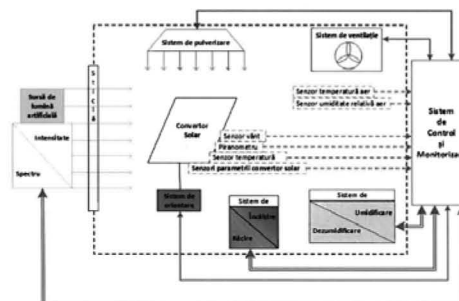 Sistem de pulverizare
Sistem de ventilație
Sursă de
lumină
artificială
Intensitate
Spectru
Sticlă
Senzor temperatură aer
Senzor umiditate relativă aer
Convertor
Solar
Senzor vânt
Piranometru
Senzor temperatură
Senzori parametrii convertor solar
Sistem
de
Control
și
Monitoriza
Sistem de
orientare
Sistem de
Încălzire
Răcire
Sistem de
Umidificare
Dezumidificare